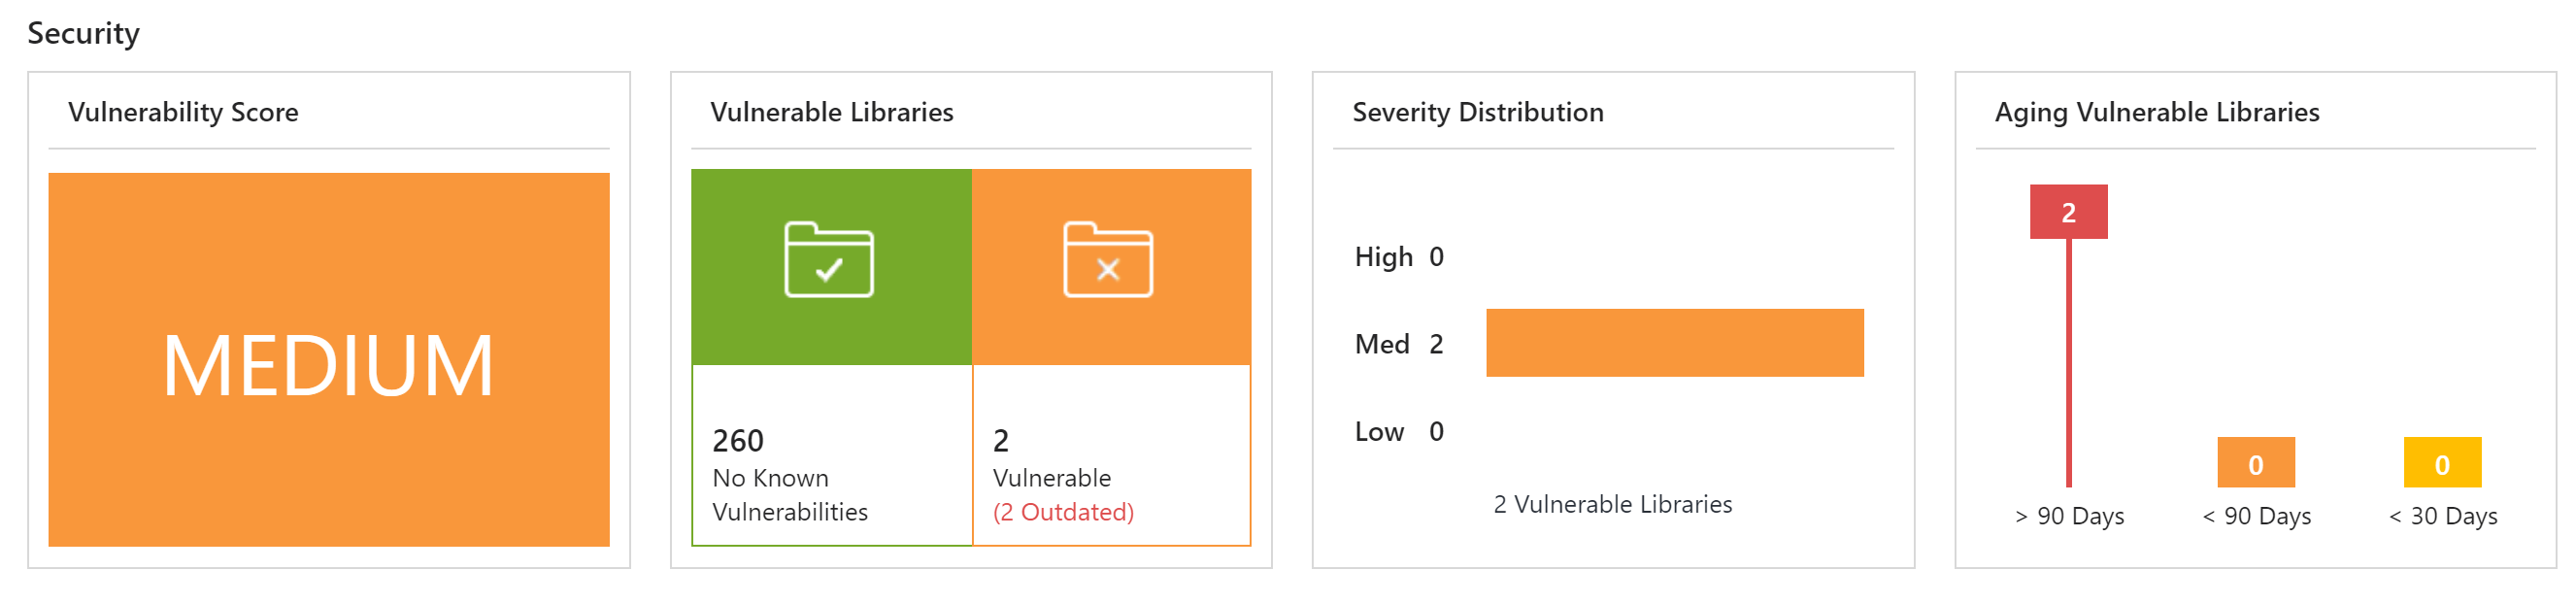 Security
Vulnerability Score
MEDIUM
Vulnerable Libraries
260
No Known
Vulnerabilities
2
Vulnerable
(2 Outdated)
Severity Distribution
High 0
Med 2
Low 0
2 Vulnerable Libraries
Aging Vulnerable Libraries
2
0
0
> 90 Days
< 90 Days
< 30 Days